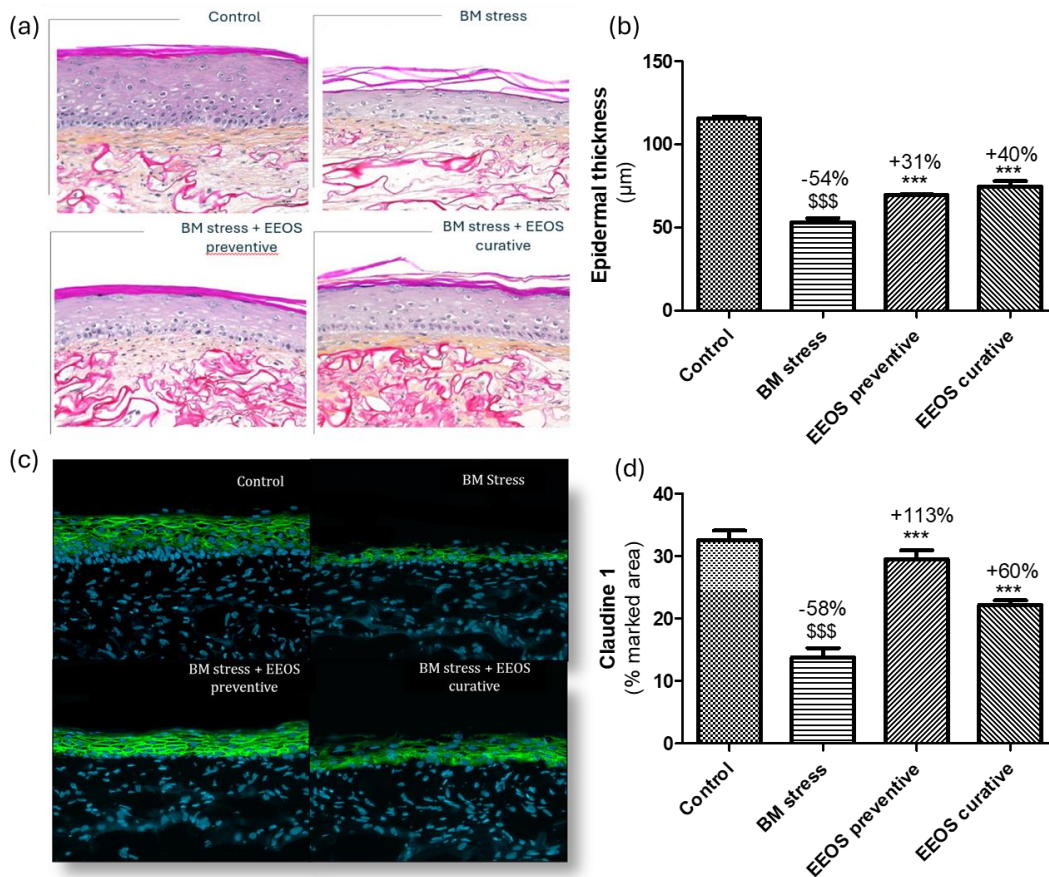 (a)
Control
BM stress
BM stress + EEOS
preventive
BM stress + EEOS
curative
(b)
150
100
50
0
Epidermal thickness
(µm)
-54%
$$$
+31%
***
+40%
***
Control
BM stress
EEOS preventive
EEOS curative
(c)
Control
BM Stress
BM stress + EEOS
preventive
BM stress + EEOS
curative
(d)
40
30
20
10
0
Claudine 1
(% marked area)
-58%
$$$
+113%
***
+60%
***
Control
BM stress
EEOS preventive
EEOS curative